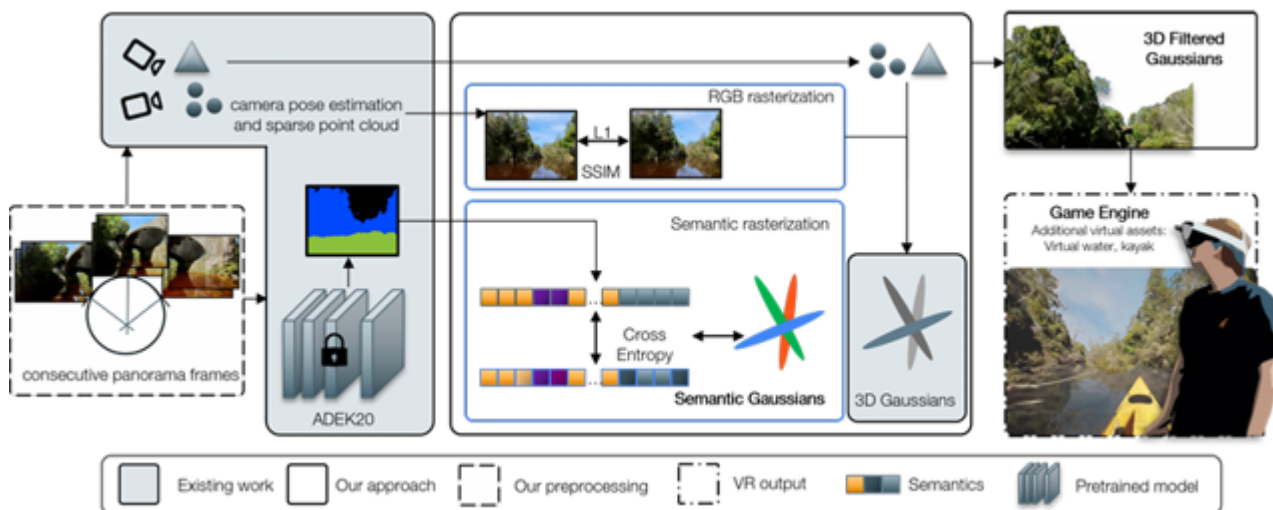 camera pose estimation
and sparse point cloud
consecutive panorama frames
ADEK20
RGB rasterization
L1
SSIM
Semantic rasterization
...
Cross
Entropy
...
Semantic Gaussians
3D Gaussians
3D Filtered
Gaussians
Game Engine
Additional virtual assets:
Virtual water, kayak
Existing work
Our approach
Our preprocessing
VR output
Semantics
Pretrained model